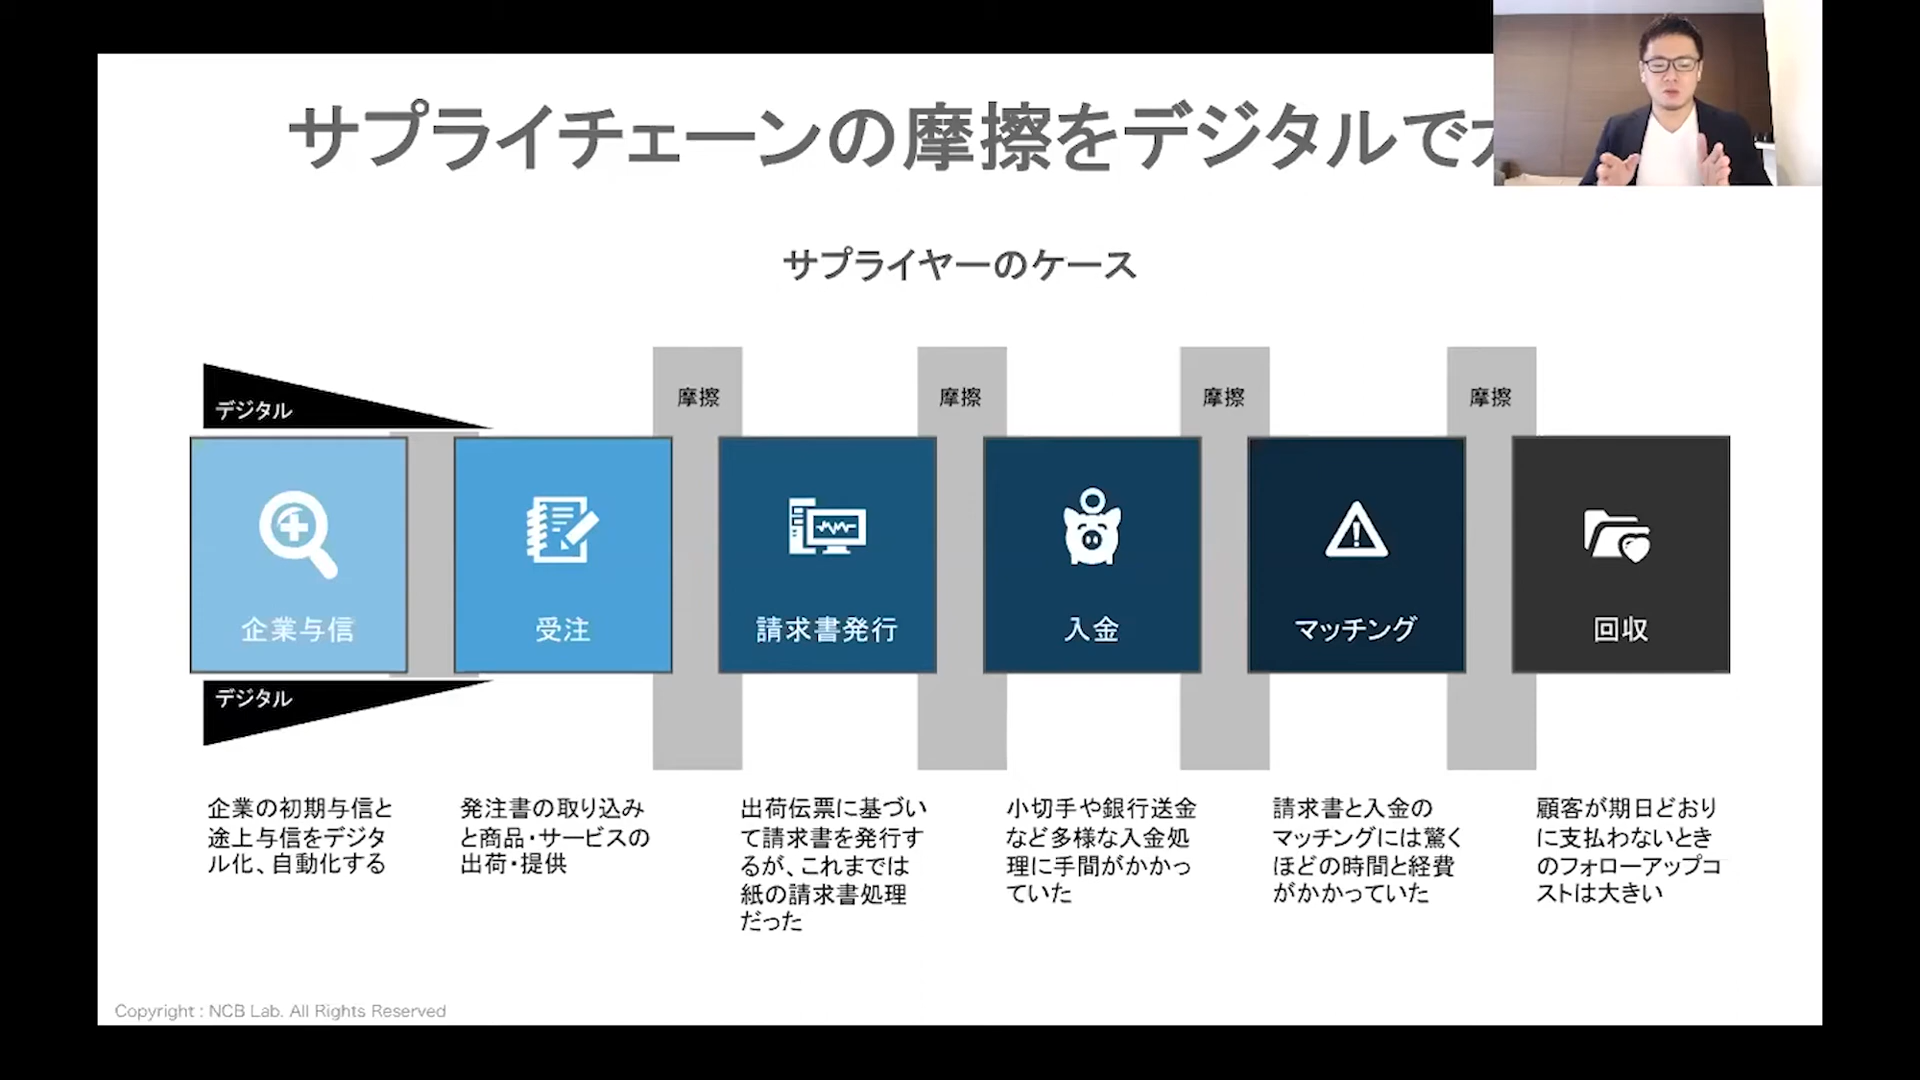 サプライチェーンの摩擦をデジタルで
サプライヤーのケース
デジタル
摩擦
摩擦
摩擦
摩擦
企業与信
受注
請求書発行
入金
マッチング
回収
デジタル
企業の初期与信と
途上与信をデジタ
ル化、自動化する
発注書の取り込み
と商品・サービスの
出荷・提供
出荷伝票に基づい
て請求書を発行す
るが、これまでは
紙の請求書処理
だった
小切手や銀行送金
など多様な入金処
理に手間がかかっ
ていた
請求書と入金の
マッチングには驚く
ほどの時間と経費
がかかっていた
顧客が期日どおり
に支払わないとき
のフォローアップコ
ストは大きい
Copyright : NCB Lab. All Rights Reserved